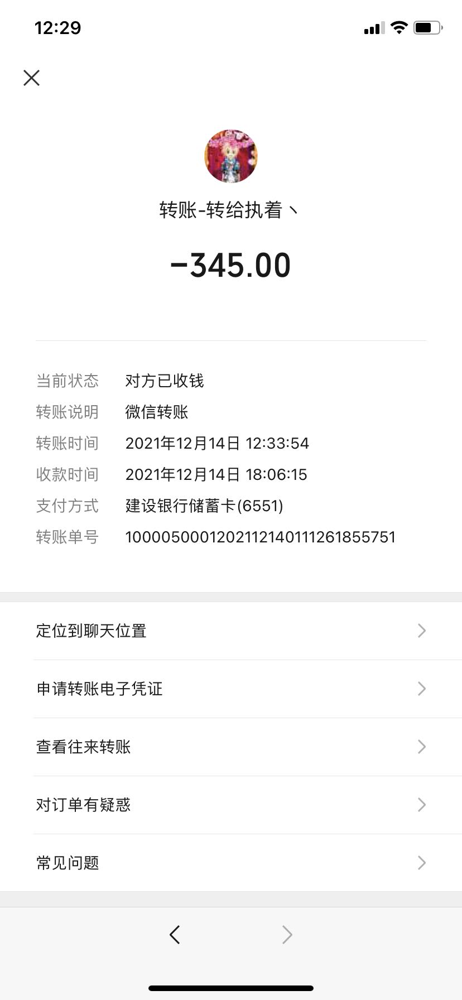 12:29
转账-转给执着丶
-345.00
当前状态 对方已收钱
转账说明 微信转账
转账时间 2021年12月14日 12:33:54
收款时间 2021年12月14日 18:06:15
支付方式 建设银行储蓄卡(6551)
转账单号 1000050001202112140111261855751
定位到聊天位置
申请转账电子凭证
查看往来转账
对订单有疑惑
常见问题